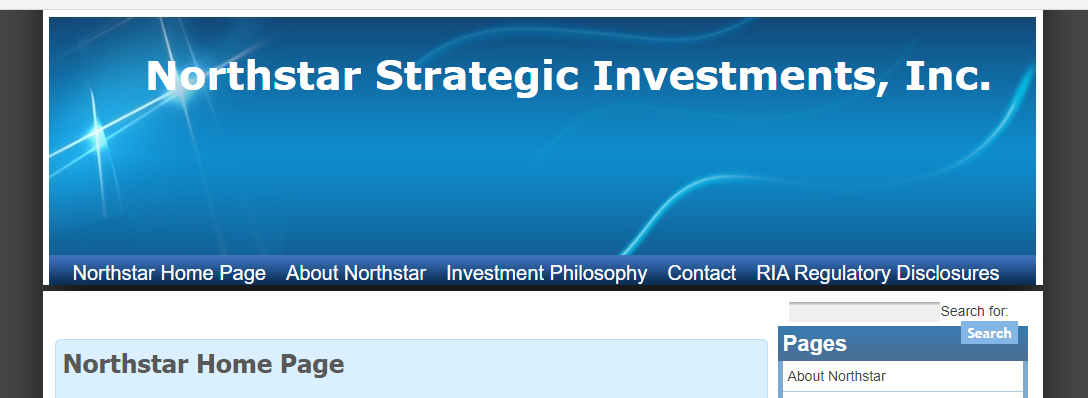 Northstar Strategic Investments, Inc.
Northstar Home Page About Northstar Investment Philosophy Contact RIA Regulatory Disclosures
Search for:
Search
Northstar Home Page
Pages
About Northstar